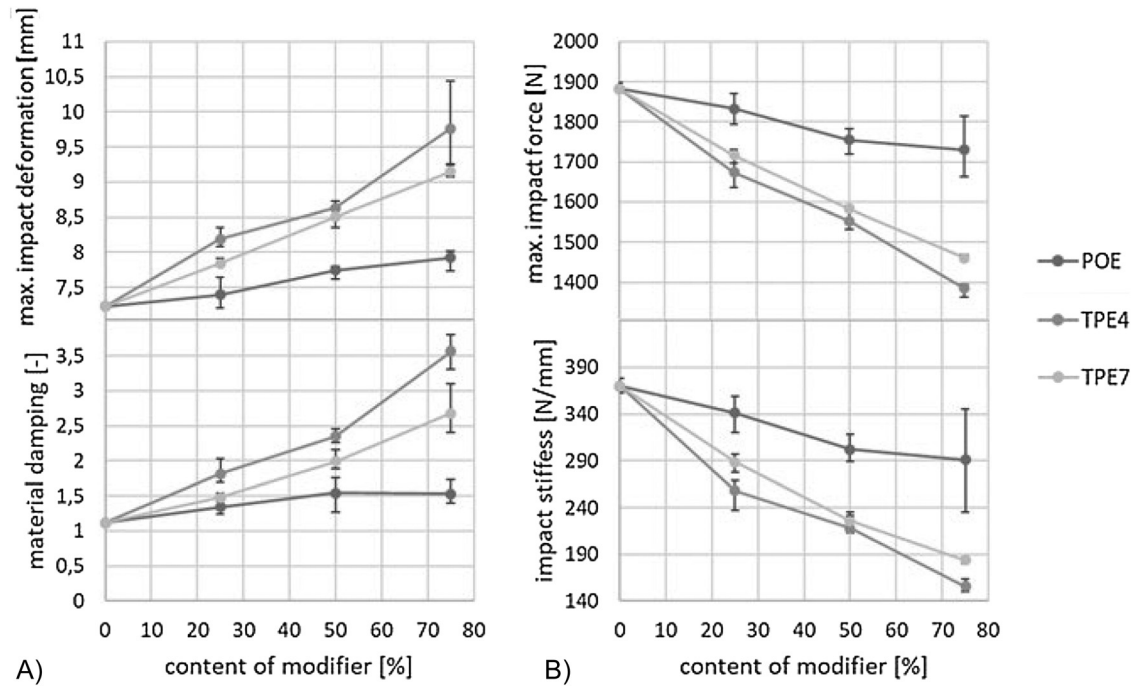 max. impact deformation [mm]
11
10,5
10
9,5
9
8,5
8
7,5
material damping [-]
3,5
3
2,5
2
1,5
1
0,5
0
0 10 20 30 40 50 60 70 80
content of modifier [%]
A)
max. impact force [N]
2000
1900
1800
1700
1600
1500
1400
impact stiffess [N/mm]
390
340
290
240
190
140
0 10 20 30 40 50 60 70 80
content of modifier [%]
B)
POE
TPE4
TPE7